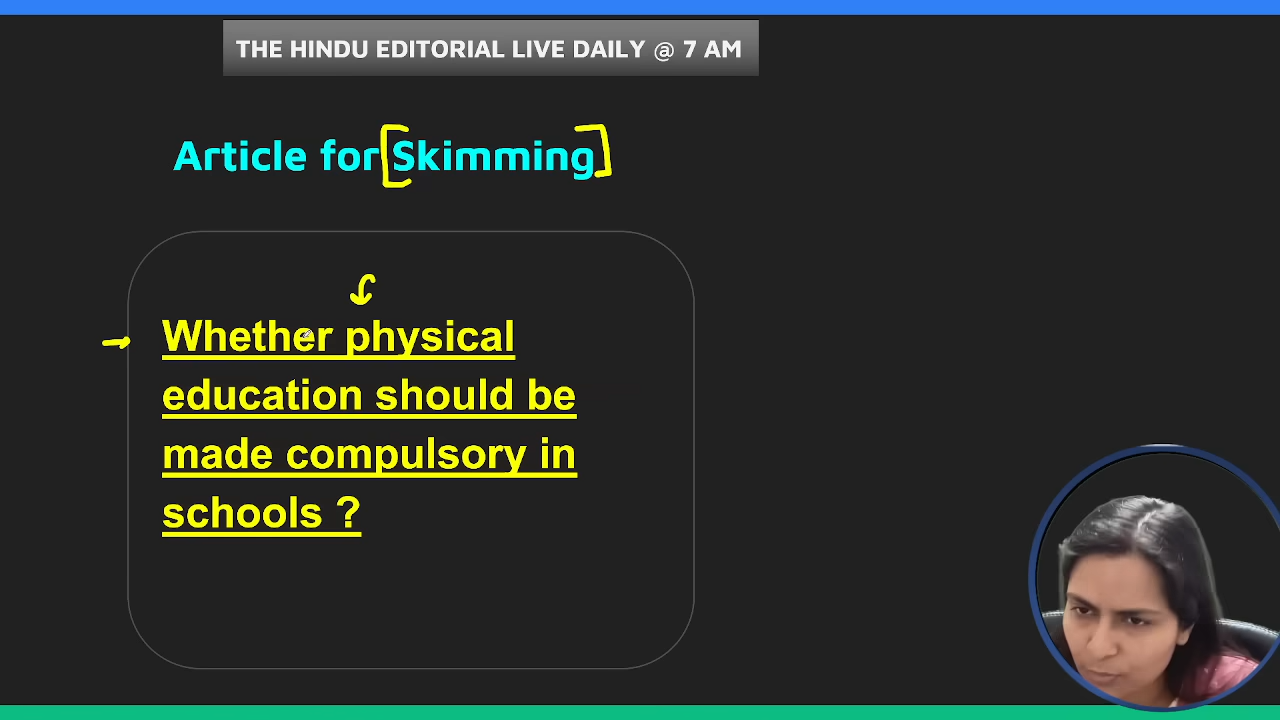 THE HINDU EDITORIAL LIVE DAILY @ 7 AM
Article for [Skimming]
Whether physical
education should be
made compulsory in
schools ?